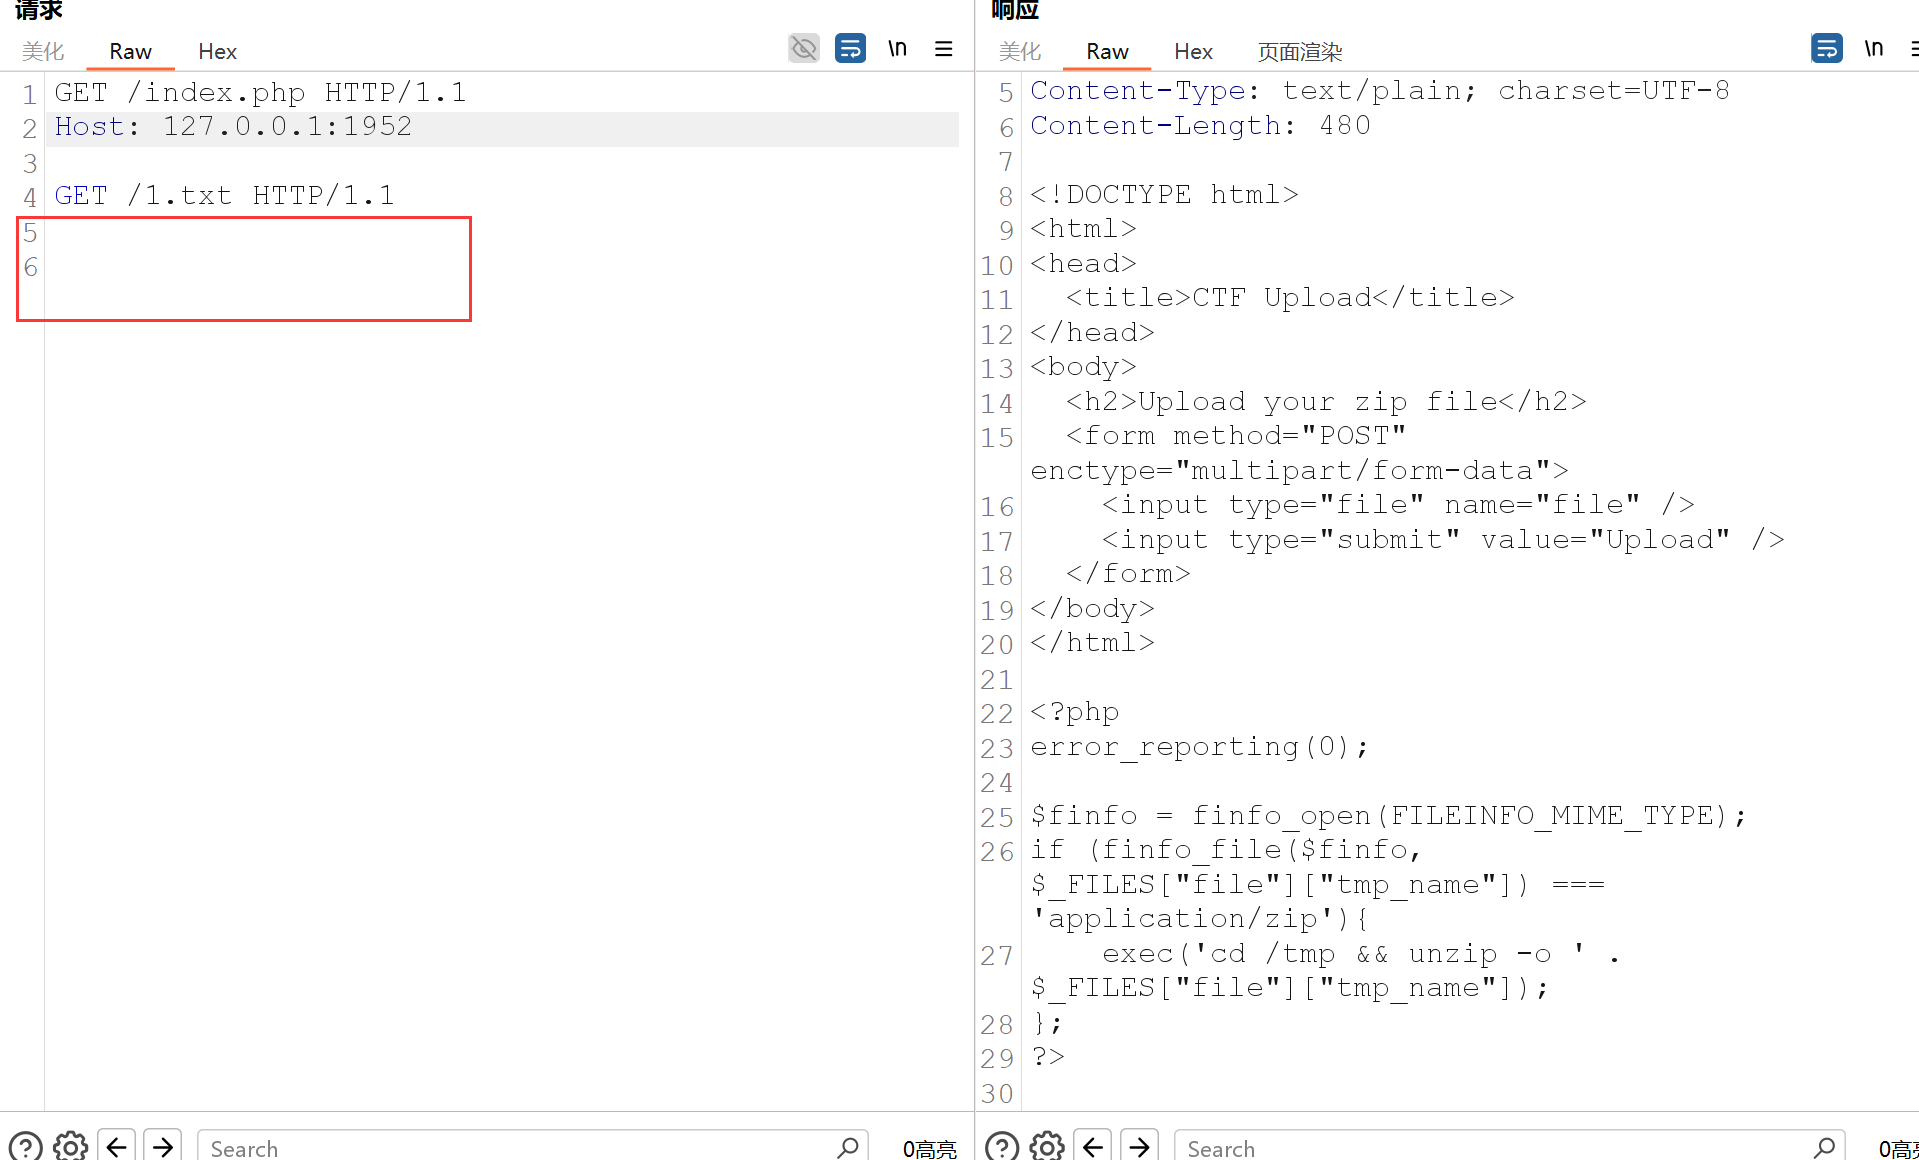 请求
美化 Raw Hex \n
1 GET /index.php HTTP/1.1
2 Host: 127.0.0.1:1952
3
4 GET /1.txt HTTP/1.1
5
6
Search 0高亮
响应
美化 Raw Hex 页面渲染 \n
5 Content-Type: text/plain; charset=UTF-8
6 Content-Length: 480
7
8 <!DOCTYPE html>
9 <html>
10 <head>
11   <title>CTF Upload</title>
12 </head>
13 <body>
14   <h2>Upload your zip file</h2>
15   <form method="POST"
enctype="multipart/form-data">
16     <input type="file" name="file" />
17     <input type="submit" value="Upload" />
18   </form>
19 </body>
20 </html>
21
22 <?php
23 error_reporting(0);
24
25 $finfo = finfo_open(FILEINFO_MIME_TYPE);
26 if (finfo_file($finfo,
$_FILES["file"]["tmp_name"]) ===
'application/zip'){
27     exec('cd /tmp && unzip -o ' .
$_FILES["file"]["tmp_name"]);
28 };
29 ?>
30
Search 0高亮